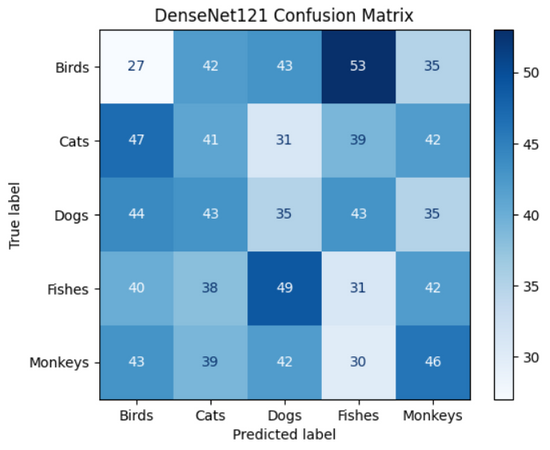 DenseNet121 Confusion Matrix
Birds 27 42 43 53 35
Cats 47 41 31 39 42
Dogs 44 43 35 43 35
Fishes 40 38 49 31 42
Monkeys 43 39 42 30 46
Birds Cats Dogs Fishes Monkeys
Predicted label
True label
50
45
40
35
30